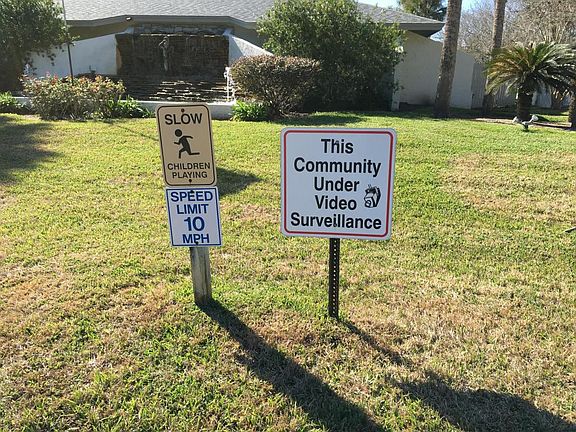 SLOW
CHILDREN
PLAYING
SPEED
LIMIT
10
MPH
This
Community
Under
Video
Surveillance